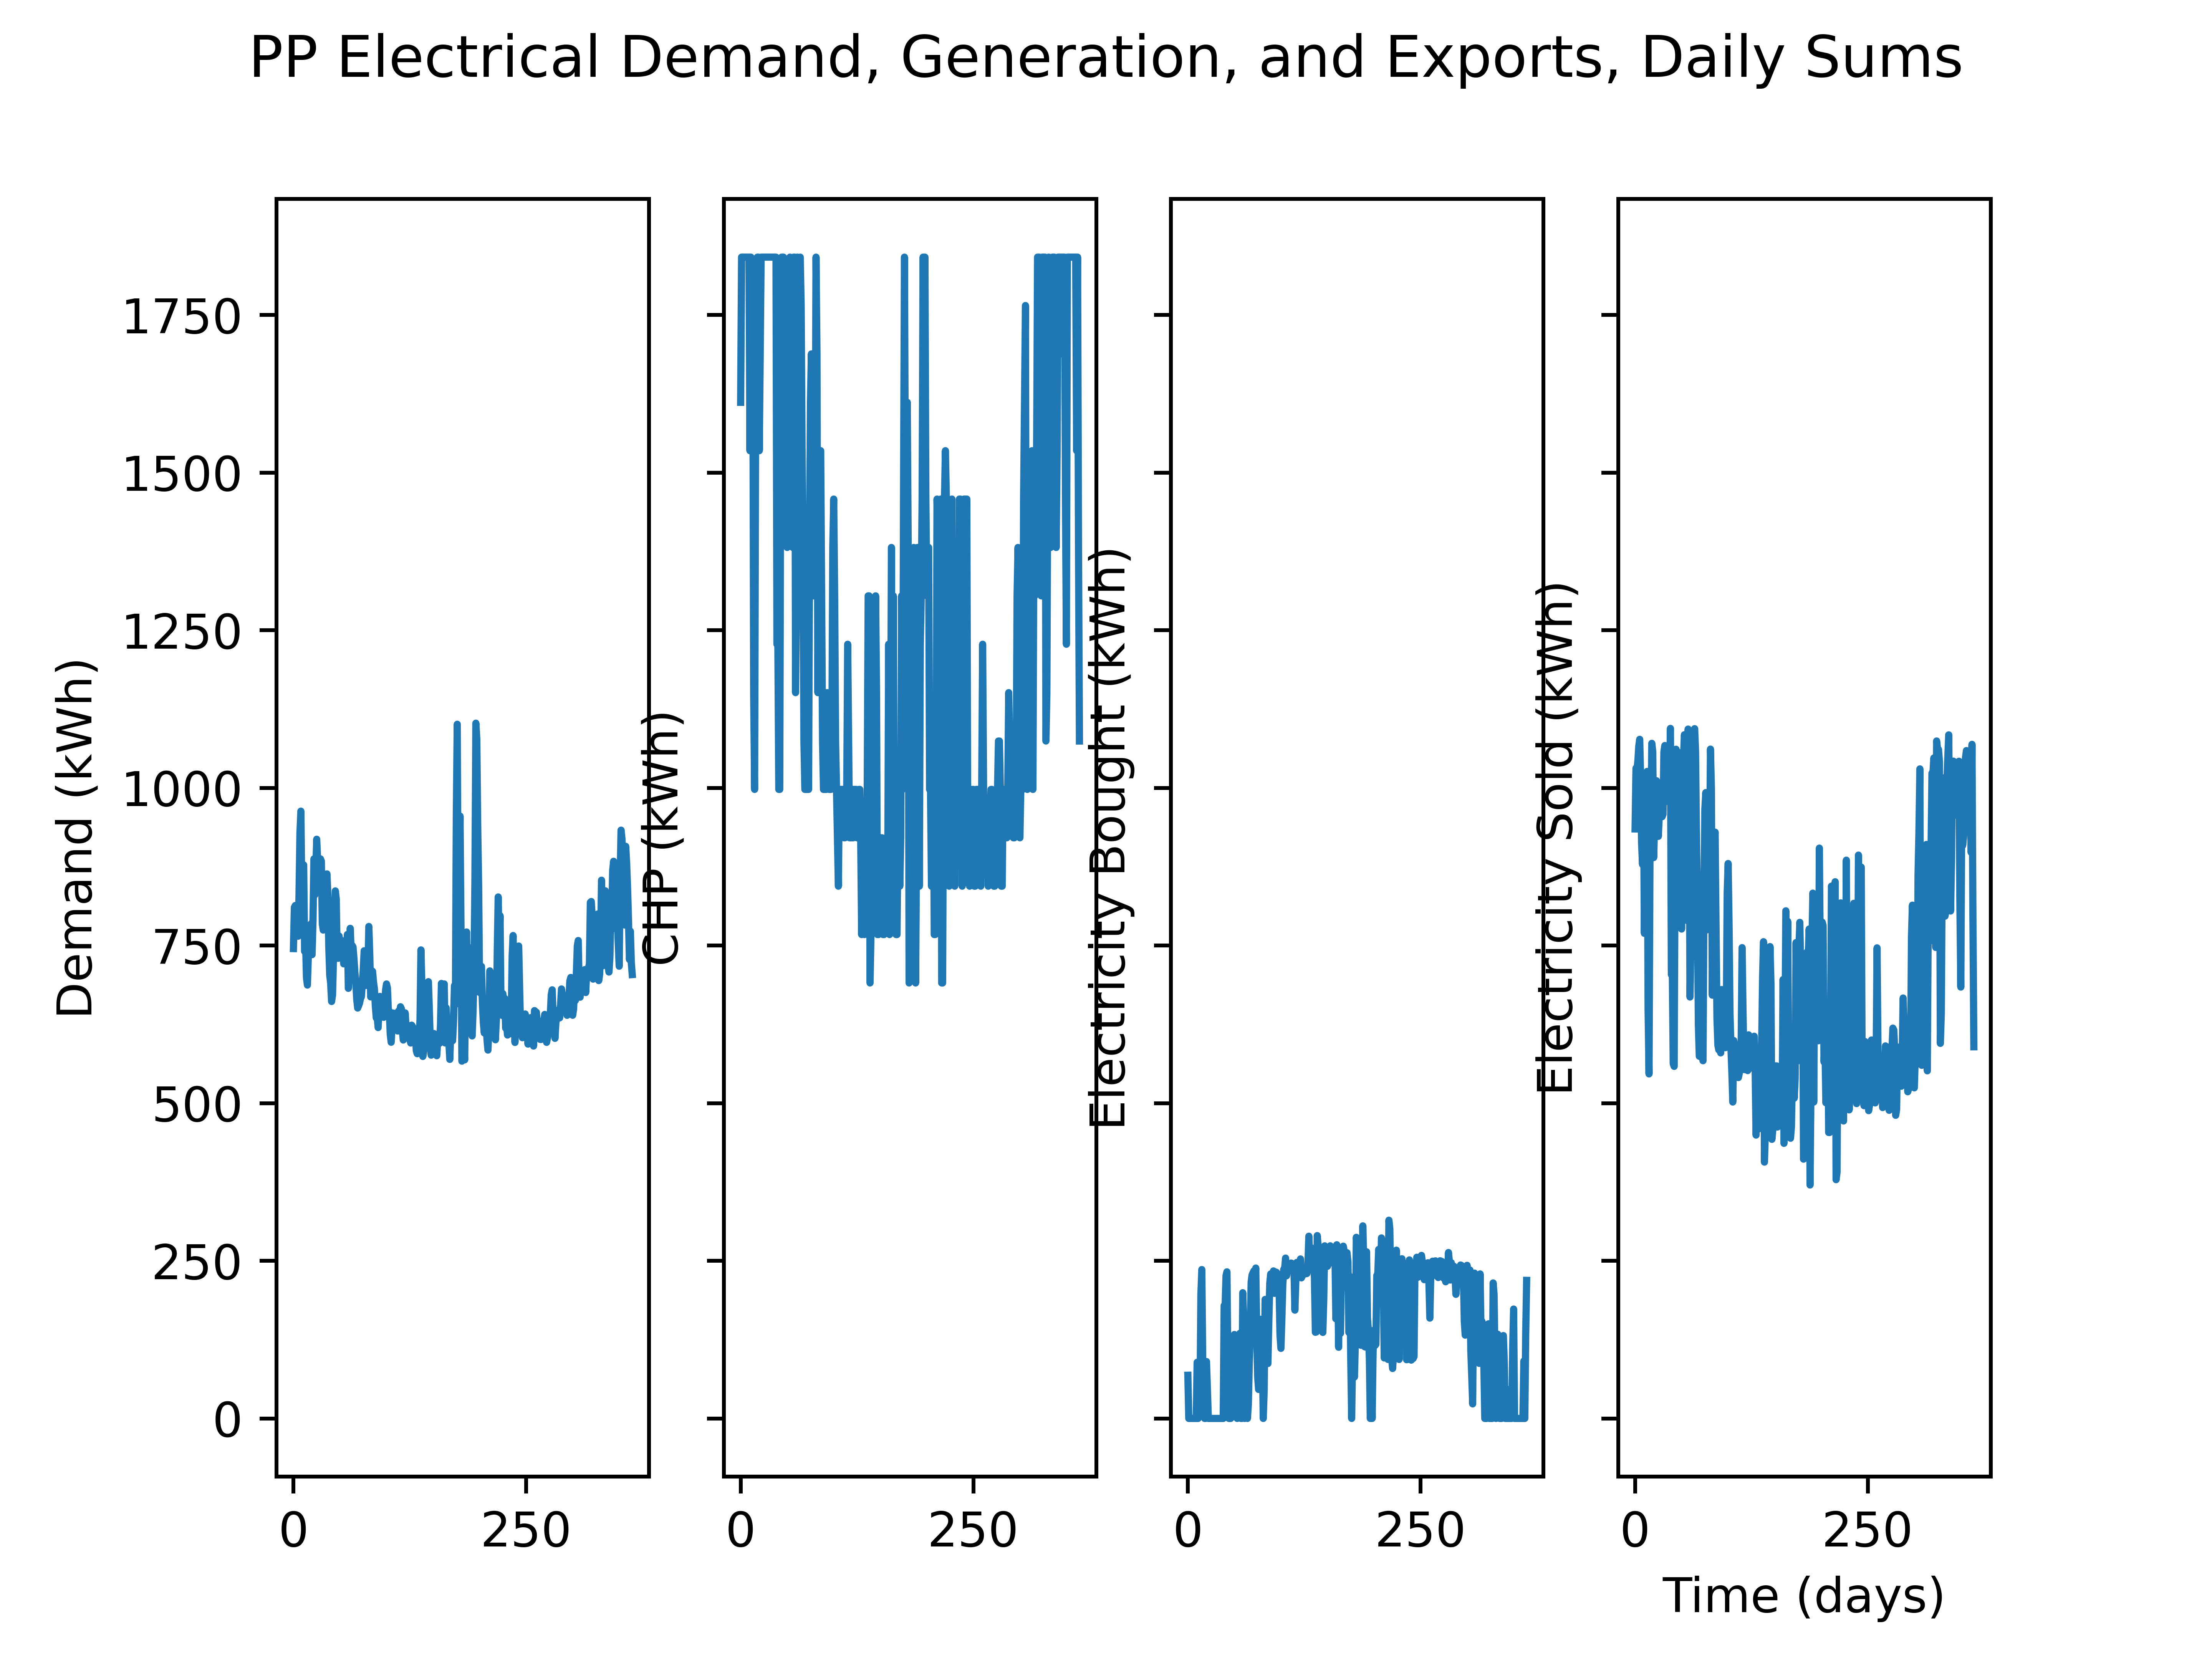 PP Electrical Demand, Generation, and Exports, Daily Sums
Demand (kWh)
1750
1500
1250
1000
750
500
250
0
CHP (kWh)
Electricity Bought (kWh)
Electricity Sold (kWh)
0 250 0 250 0 250 0 250
Time (days)